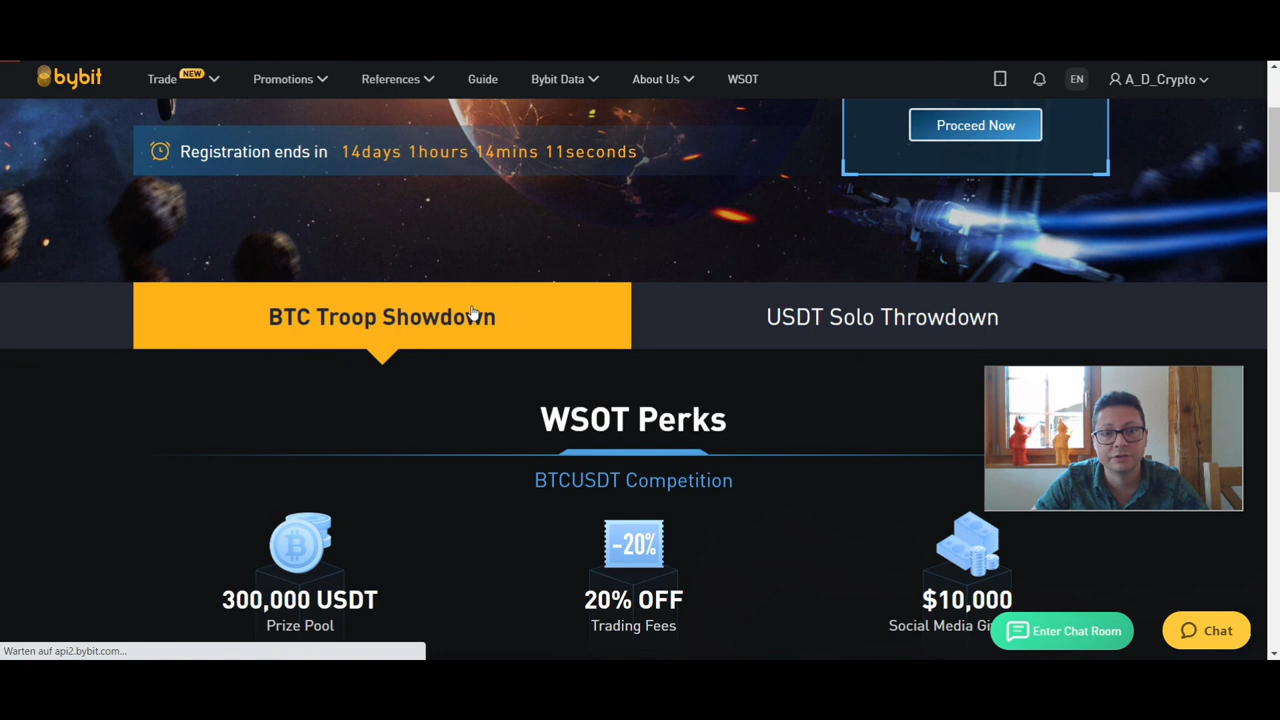 bybit
Trade NEW Promotions References Guide Bybit Data About Us WSOT EN A_D_Crypto
Proceed Now
Registration ends in 14days 1hours 14mins 11seconds
BTC Troop Showdown USDT Solo Throwdown
WSOT Perks
BTCUSDT Competition
-20%
300,000 USDT 20% OFF $10,000
Prize Pool Trading Fees Social Media
Enter Chat Room Chat
Warten auf api2.bybit.com...